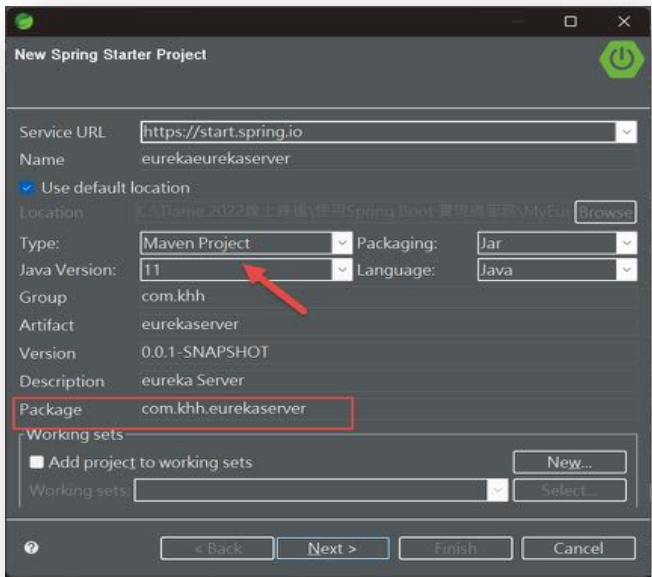 New Spring Starter Project
Service URL https://start.spring.io
Name eurekaeurekaserver
Use default location
Location Browse
Type: Maven Project Packaging: Jar
Java Version: 11 Language: Java
Group com.khh
Artifact eurekaserver
Version 0.0.1-SNAPSHOT
Description eureka Server
Package com.khh.eurekaserver
Working sets
Add project to working sets New...
Working sets: Select...
? < Back Next > Finish Cancel